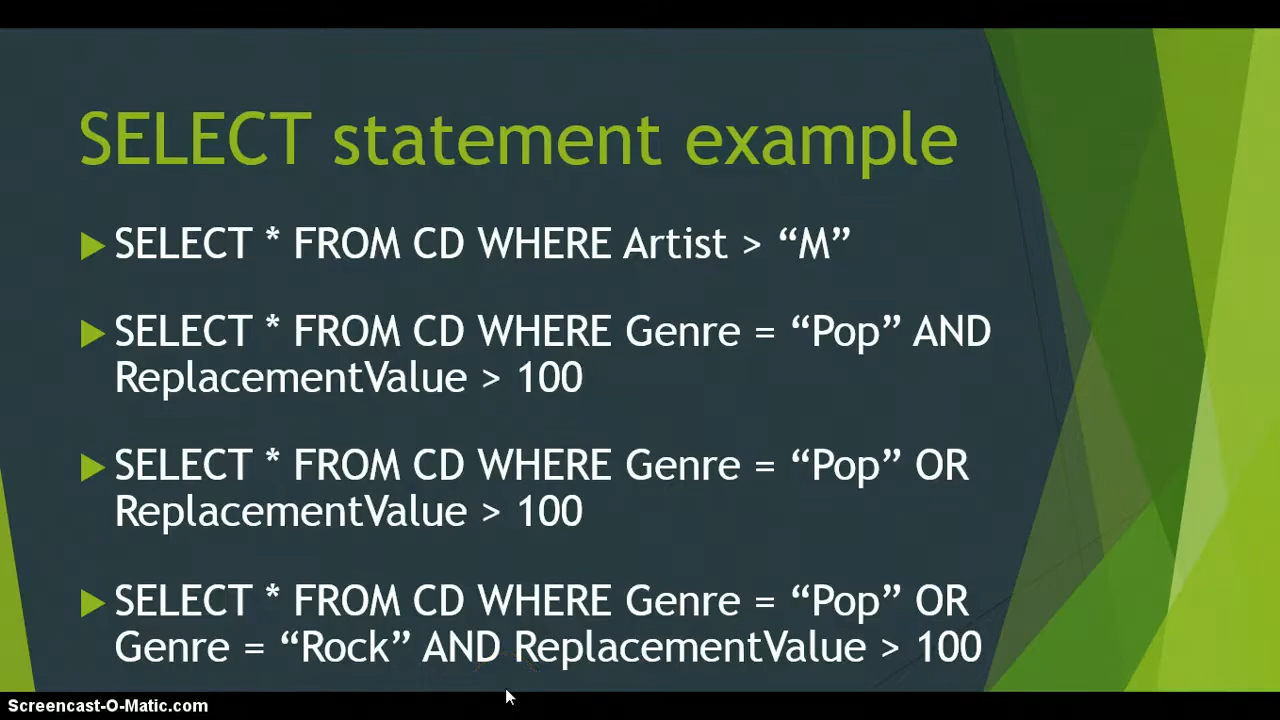 SELECT statement example
SELECT * FROM CD WHERE Artist > “M”
SELECT * FROM CD WHERE Genre = “Pop” AND
ReplacementValue > 100
SELECT * FROM CD WHERE Genre = “Pop” OR
ReplacementValue > 100
SELECT * FROM CD WHERE Genre = “Pop” OR
Genre = “Rock” AND ReplacementValue > 100
Screencast-O-Matic.com